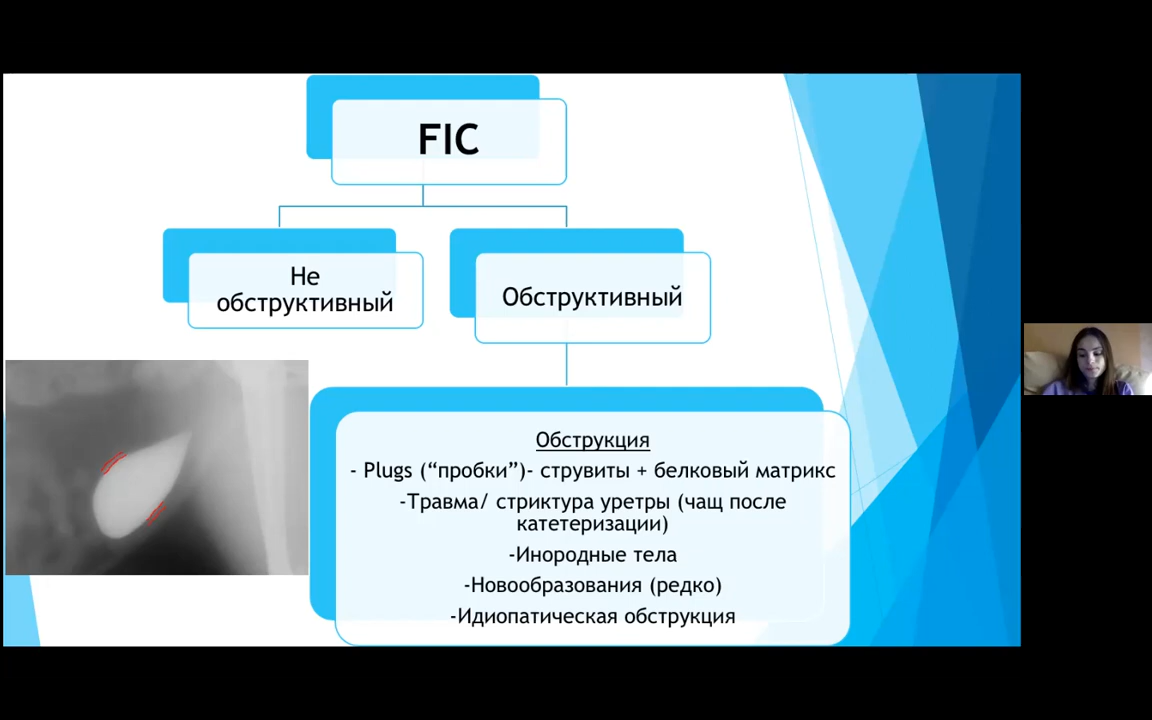 FIC
Не
обструктивный
Обструктивный
Обструкция
- Plugs (“пробки”)- струвиты + белковый матрикс
-Травма/ стриктура уретры (чащ после
катетеризации)
-Инородные тела
-Новообразования (редко)
-Идиопатическая обструкция